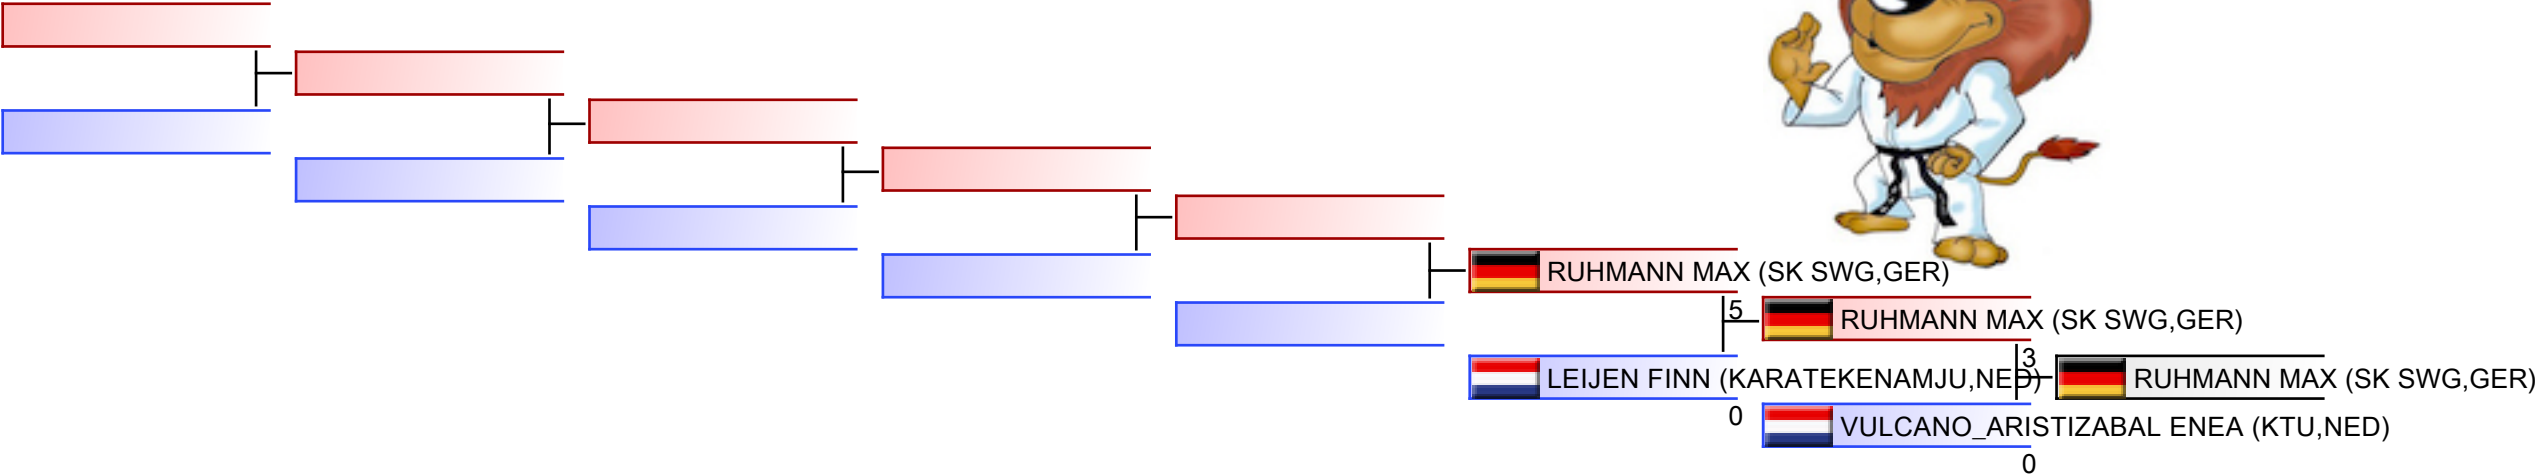 RUHMANN MAX (SK SWG,GER)
5
RUHMANN MAX (SK SWG,GER)
3
LEIJEN FINN (KARATEKENAMJU,NED)
RUHMANN MAX (SK SWG,GER)
0
VULCANO_ARISTIZABAL ENEA (KTU,NED)
0